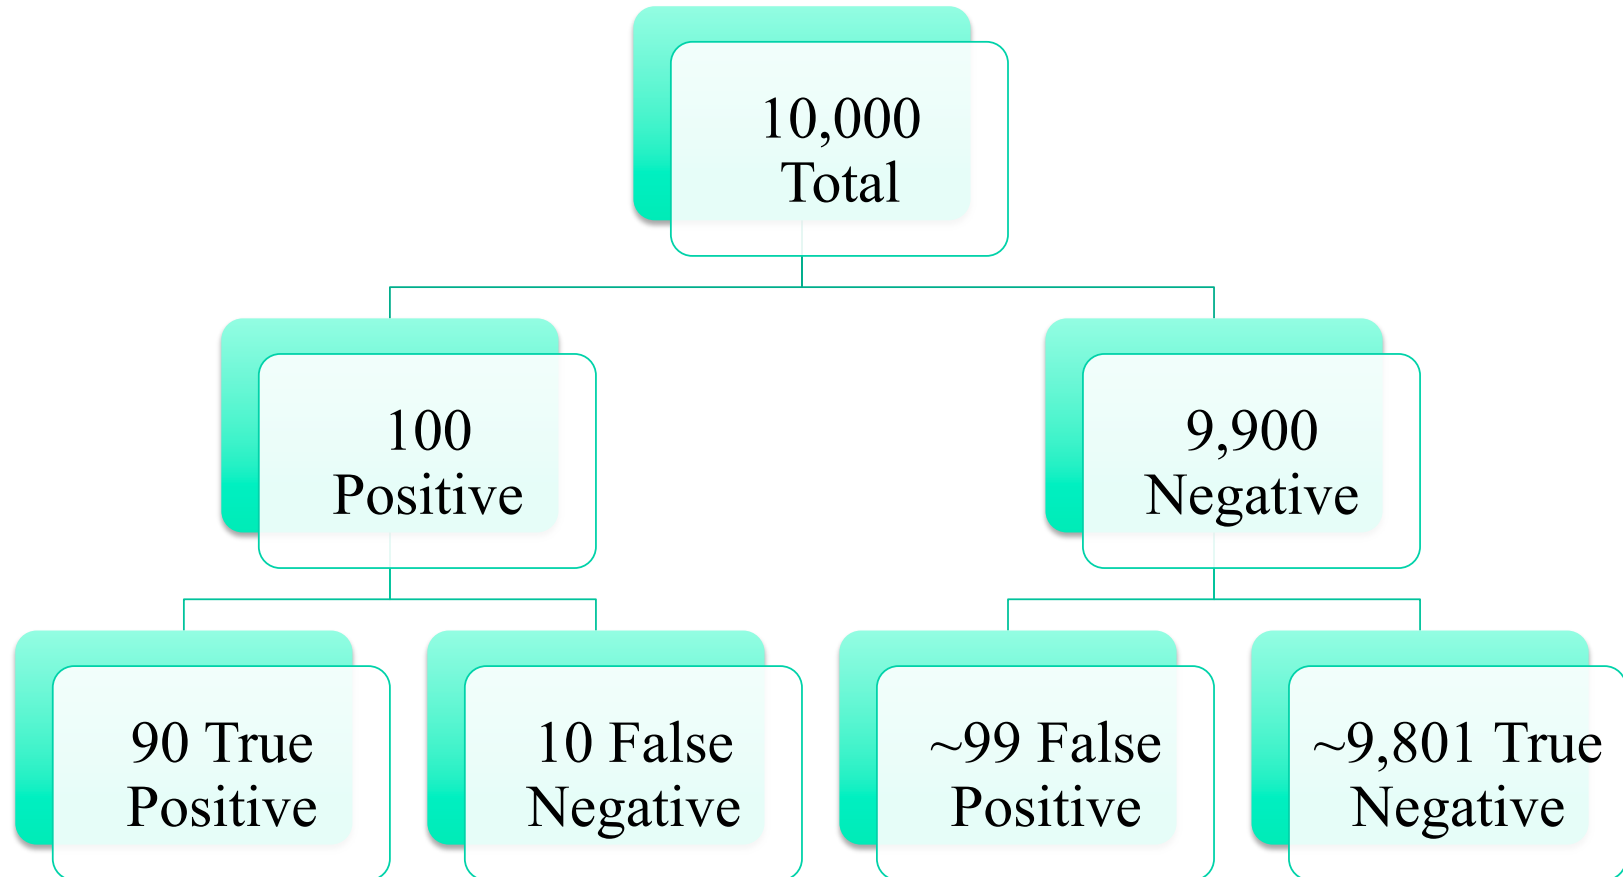 10,000
Total
100
Positive
9,900
Negative
90 True
Positive
10 False
Negative
~99 False
Positive
~9,801 True
Negative